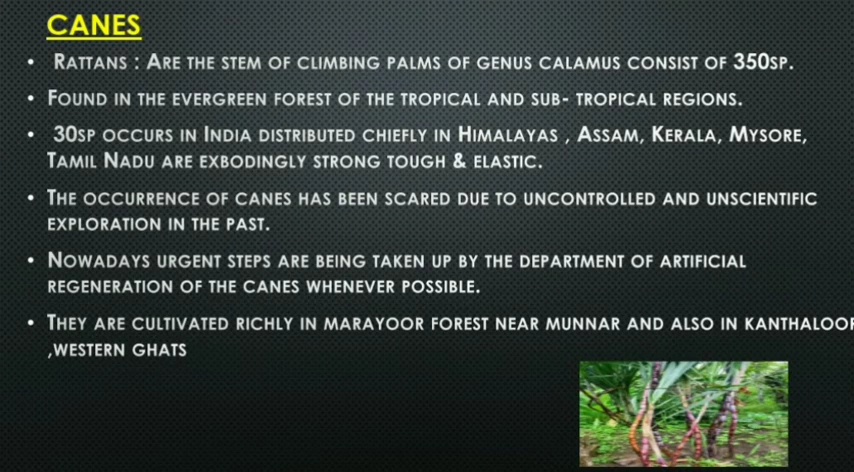 CANES
• RATTANS : ARE THE STEM OF CLIMBING PALMS OF GENUS CALAMUS CONSIST OF 350SP.
• FOUND IN THE EVERGREEN FOREST OF THE TROPICAL AND SUB- TROPICAL REGIONS.
• 30SP OCCURS IN INDIA DISTRIBUTED CHIEFLY IN HIMALAYAS , ASSAM, KERALA, MYSORE,
TAMIL NADU ARE EXBODINGLY STRONG TOUGH & ELASTIC.
• THE OCCURRENCE OF CANES HAS BEEN SCARED DUE TO UNCONTROLLED AND UNSCIENTIFIC
EXPLORATION IN THE PAST.
• NOWADAYS URGENT STEPS ARE BEING TAKEN UP BY THE DEPARTMENT OF ARTIFICIAL
REGENERATION OF THE CANES WHENEVER POSSIBLE.
• THEY ARE CULTIVATED RICHLY IN MARAYOOR FOREST NEAR MUNNAR AND ALSO IN KANTHALOOR
,WESTERN GHATS